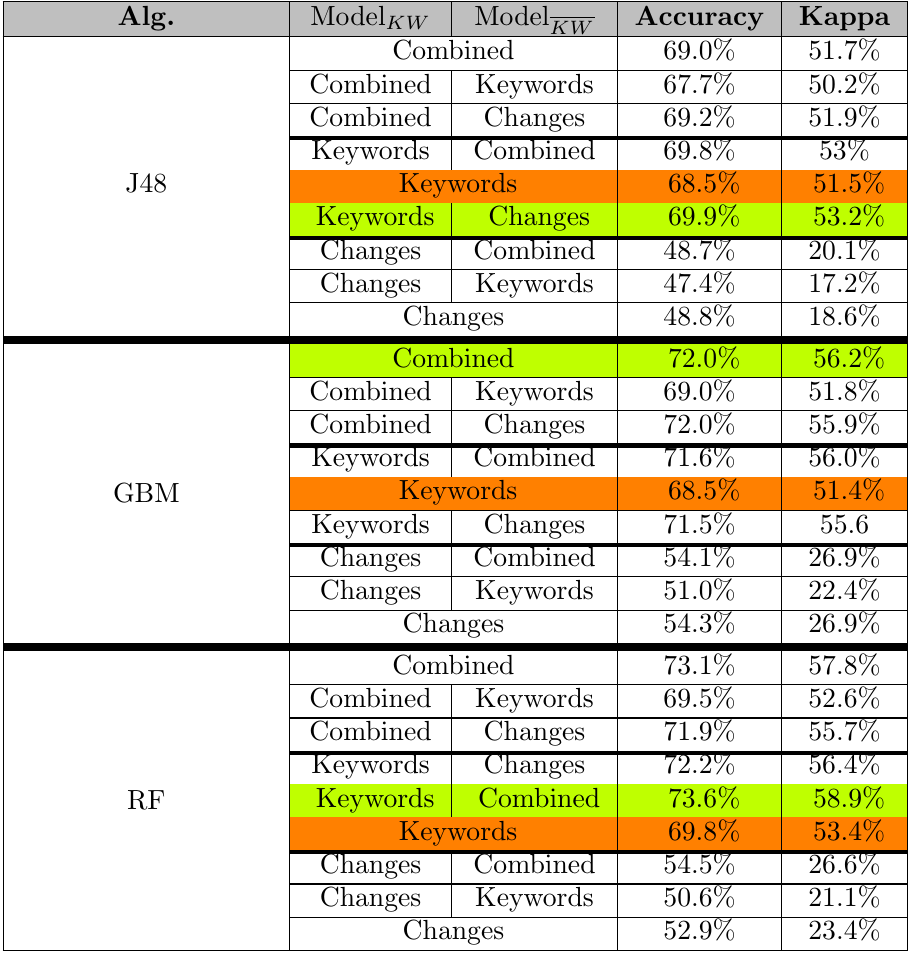 Alg. Model_KW Model_K̅W̅ Accuracy Kappa
Combined 69.0% 51.7%
Combined Keywords 67.7% 50.2%
Combined Changes 69.2% 51.9%
Keywords Combined 69.8% 53%
J48 Keywords 68.5% 51.5%
Keywords Changes 69.9% 53.2%
Changes Combined 48.7% 20.1%
Changes Keywords 47.4% 17.2%
Changes 48.8% 18.6%
Combined 72.0% 56.2%
Combined Keywords 69.0% 51.8%
Combined Changes 72.0% 55.9%
Keywords Combined 71.6% 56.0%
GBM Keywords 68.5% 51.4%
Keywords Changes 71.5% 55.6
Changes Combined 54.1% 26.9%
Changes Keywords 51.0% 22.4%
Changes 54.3% 26.9%
Combined 73.1% 57.8%
Combined Keywords 69.5% 52.6%
Combined Changes 71.9% 55.7%
Keywords Changes 72.2% 56.4%
RF Keywords Combined 73.6% 58.9%
Keywords 69.8% 53.4%
Changes Combined 54.5% 26.6%
Changes Keywords 50.6% 21.1%
Changes 52.9% 23.4%